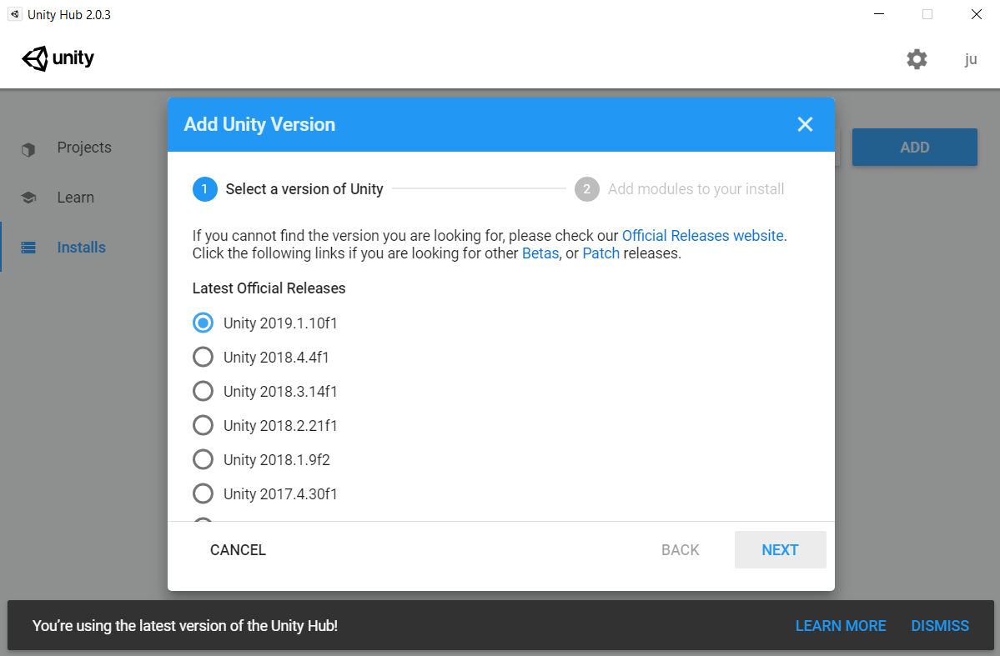 Unity Hub 2.0.3
unity
ju
Projects
Learn
Installs
ADD
Add Unity Version
1 Select a version of Unity
2 Add modules to your install
If you cannot find the version you are looking for, please check our Official Releases website.
Click the following links if you are looking for other Betas, or Patch releases.
Latest Official Releases
Unity 2019.1.10f1
Unity 2018.4.4f1
Unity 2018.3.14f1
Unity 2018.2.21f1
Unity 2018.1.9f2
Unity 2017.4.30f1
CANCEL
BACK
NEXT
You’re using the latest version of the Unity Hub!
LEARN MORE
DISMISS